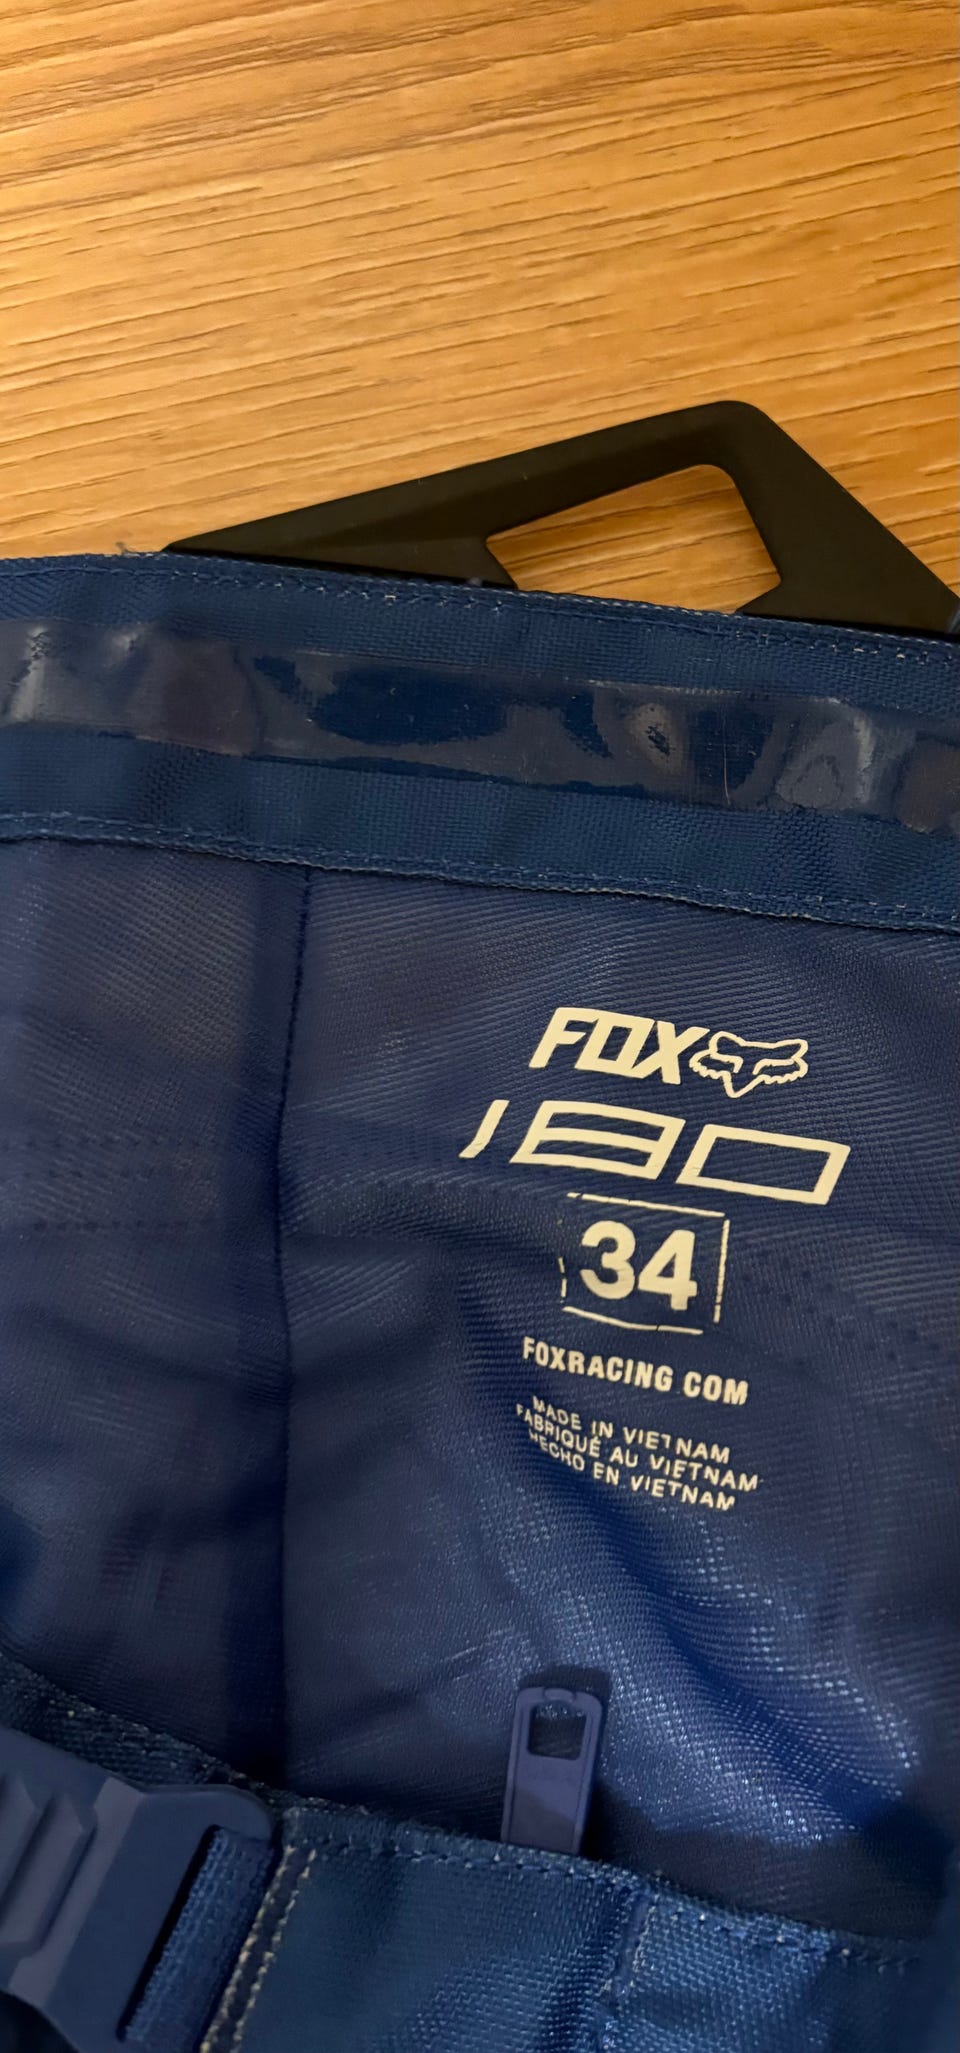 FOX
180
34
FOXRACING COM
MADE IN VIETNAM
FABRIQUÉ AU VIETNAM
HECHO EN VIETNAM